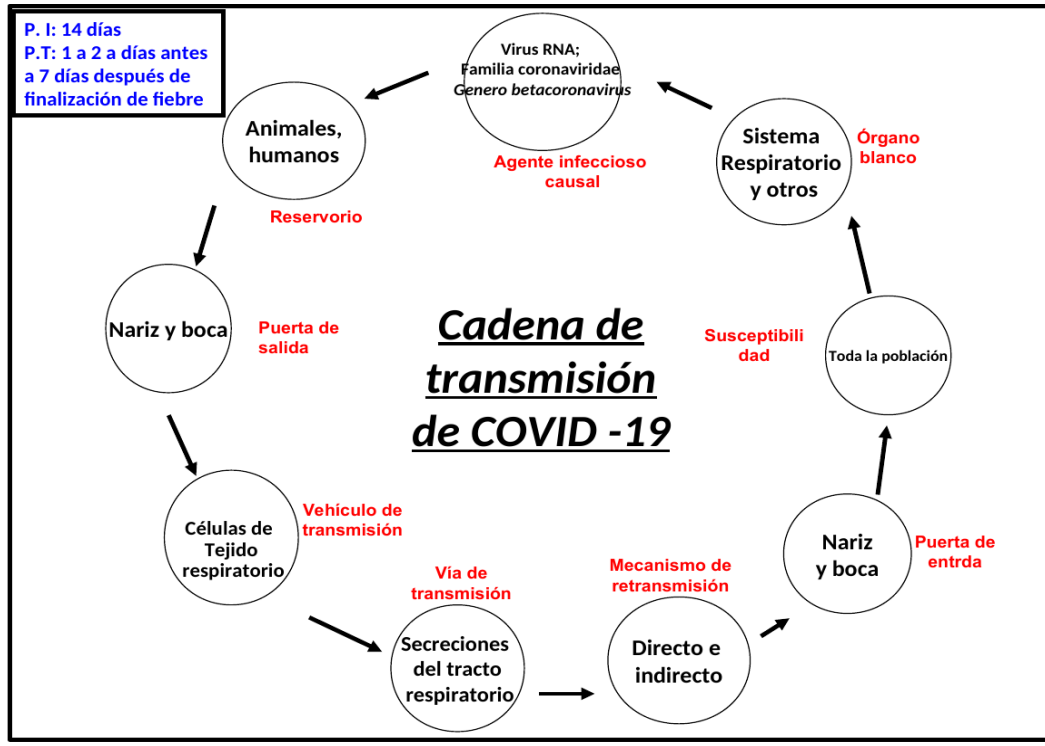 P. I: 14 días
P.T: 1 a 2 a días antes
a 7 días después de
finalización de fiebre
Virus RNA;
Familia coronaviridae
Genero betacoronavirus
Agente infeccioso
causal
Animales,
humanos
Reservorio
Nariz y boca
Puerta de
salida
Células de
Tejido
respiratorio
Vehículo de
transmisión
Vía de
transmisión
Secreciones
del tracto
respiratorio
Mecanismo de
retransmisión
Directo e
indirecto
Nariz
y boca
Puerta de
entrda
Susceptibili
dad
Toda la población
Sistema
Respiratorio
y otros
Órgano
blanco
Cadena de
transmisión
de COVID -19